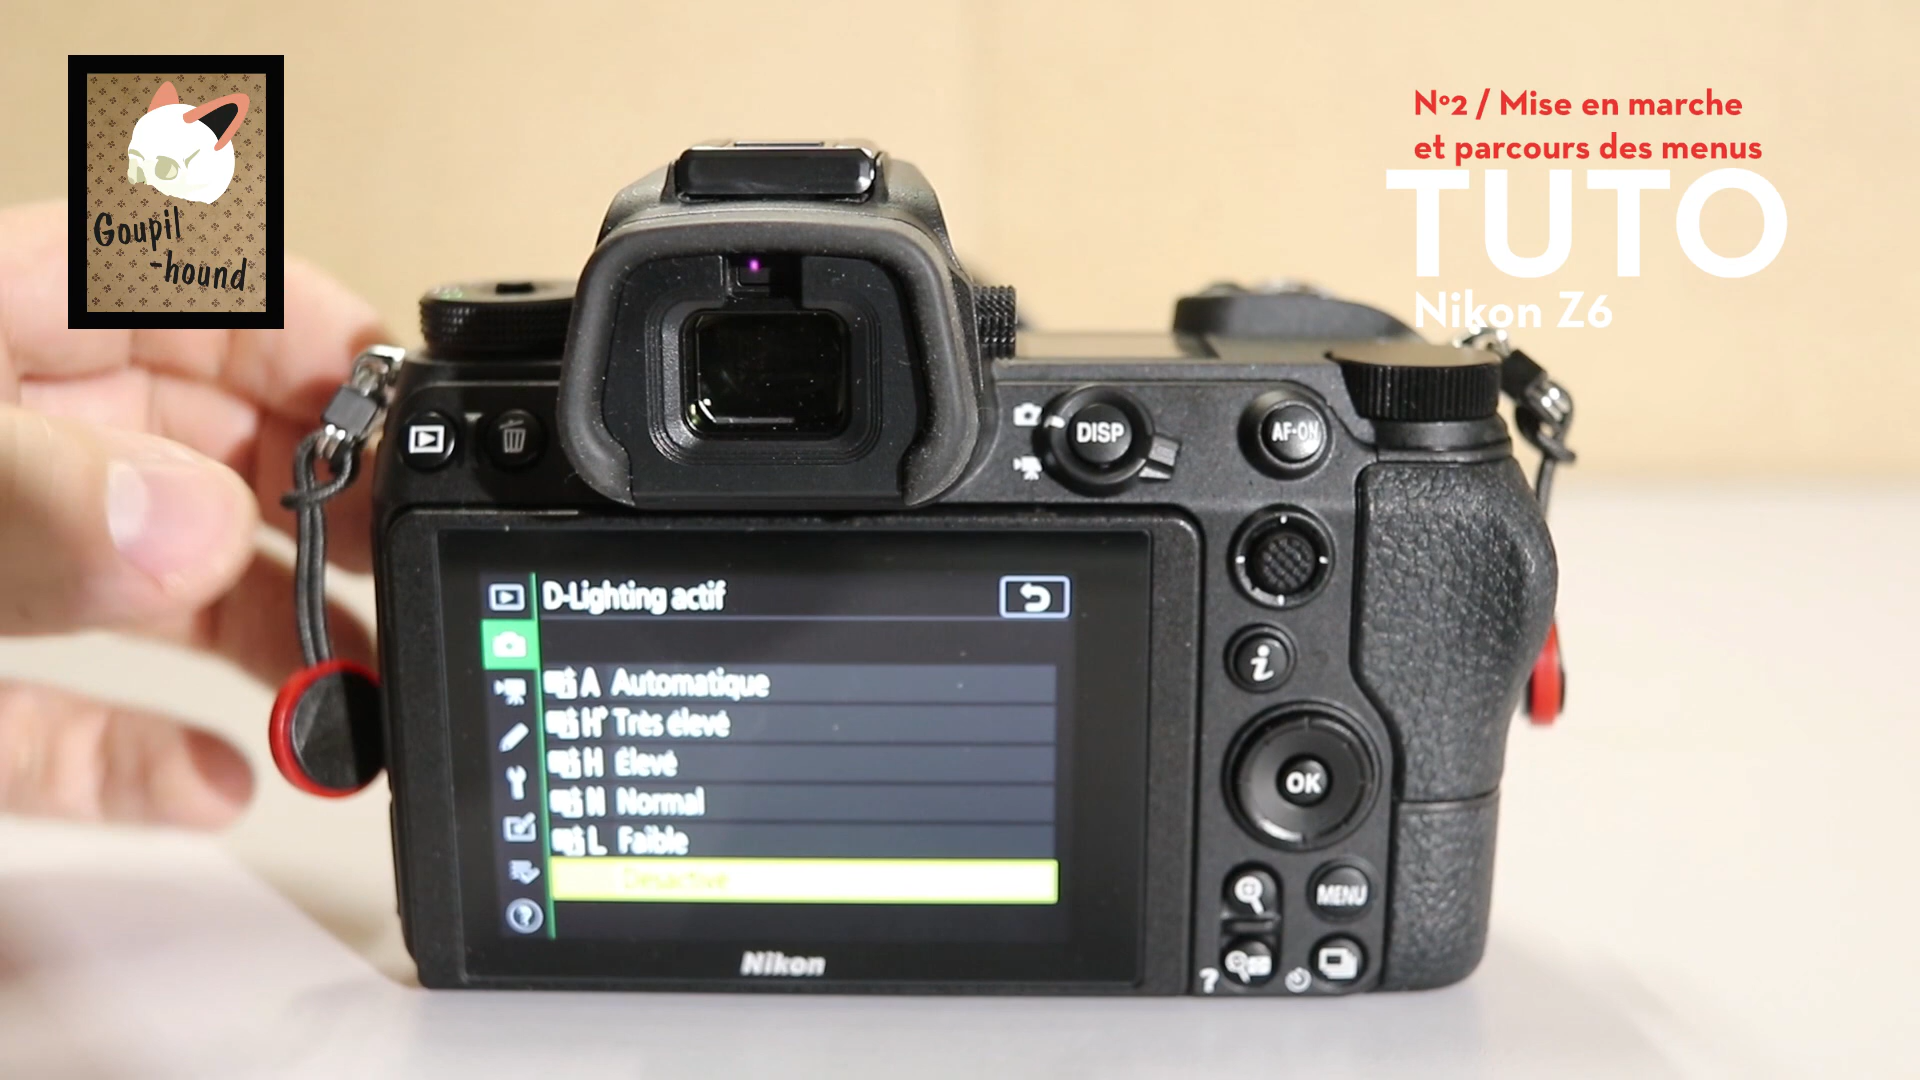 Goupil
-hound
N°2 / Mise en marche
et parcours des menus
TUTO
Nikon Z6
DISP
AF-ON
i
OK
MENU
?
D-Lighting actif
A Automatique
H* Très élevé
H Élevé
N Normal
L Faible
Désactivé
Nikon